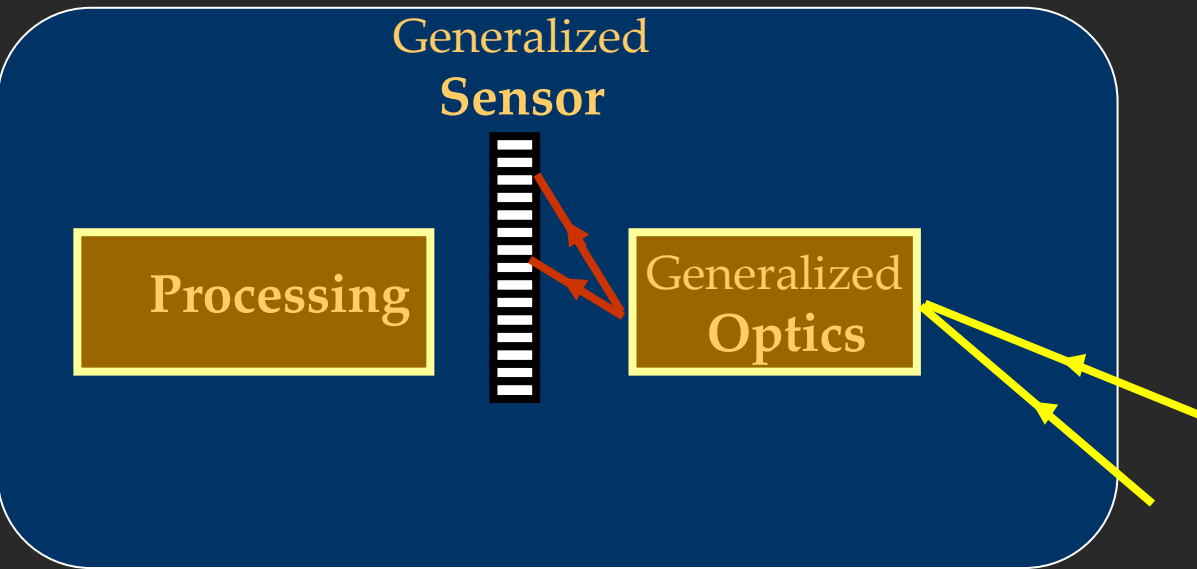 Generalized
Sensor
Processing
Generalized
Optics